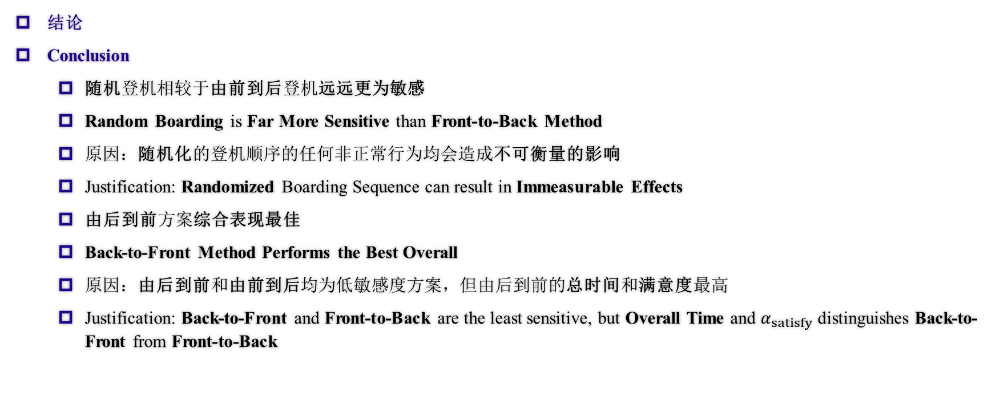 结论
Conclusion
随机登机相较于由前到后登机远远更为敏感
Random Boarding is Far More Sensitive than Front-to-Back Method
原因：随机化的登机顺序的任何非正常行为均会造成不可衡量的影响
Justification: Randomized Boarding Sequence can result in Immeasurable Effects
由后到前方案综合表现最佳
Back-to-Front Method Performs the Best Overall
原因：由后到前和由前到后均为低敏感度方案，但由后到前的总时间和满意度最高
Justification: Back-to-Front and Front-to-Back are the least sensitive, but Overall Time and α_satisfy distinguishes Back-to-
Front from Front-to-Back